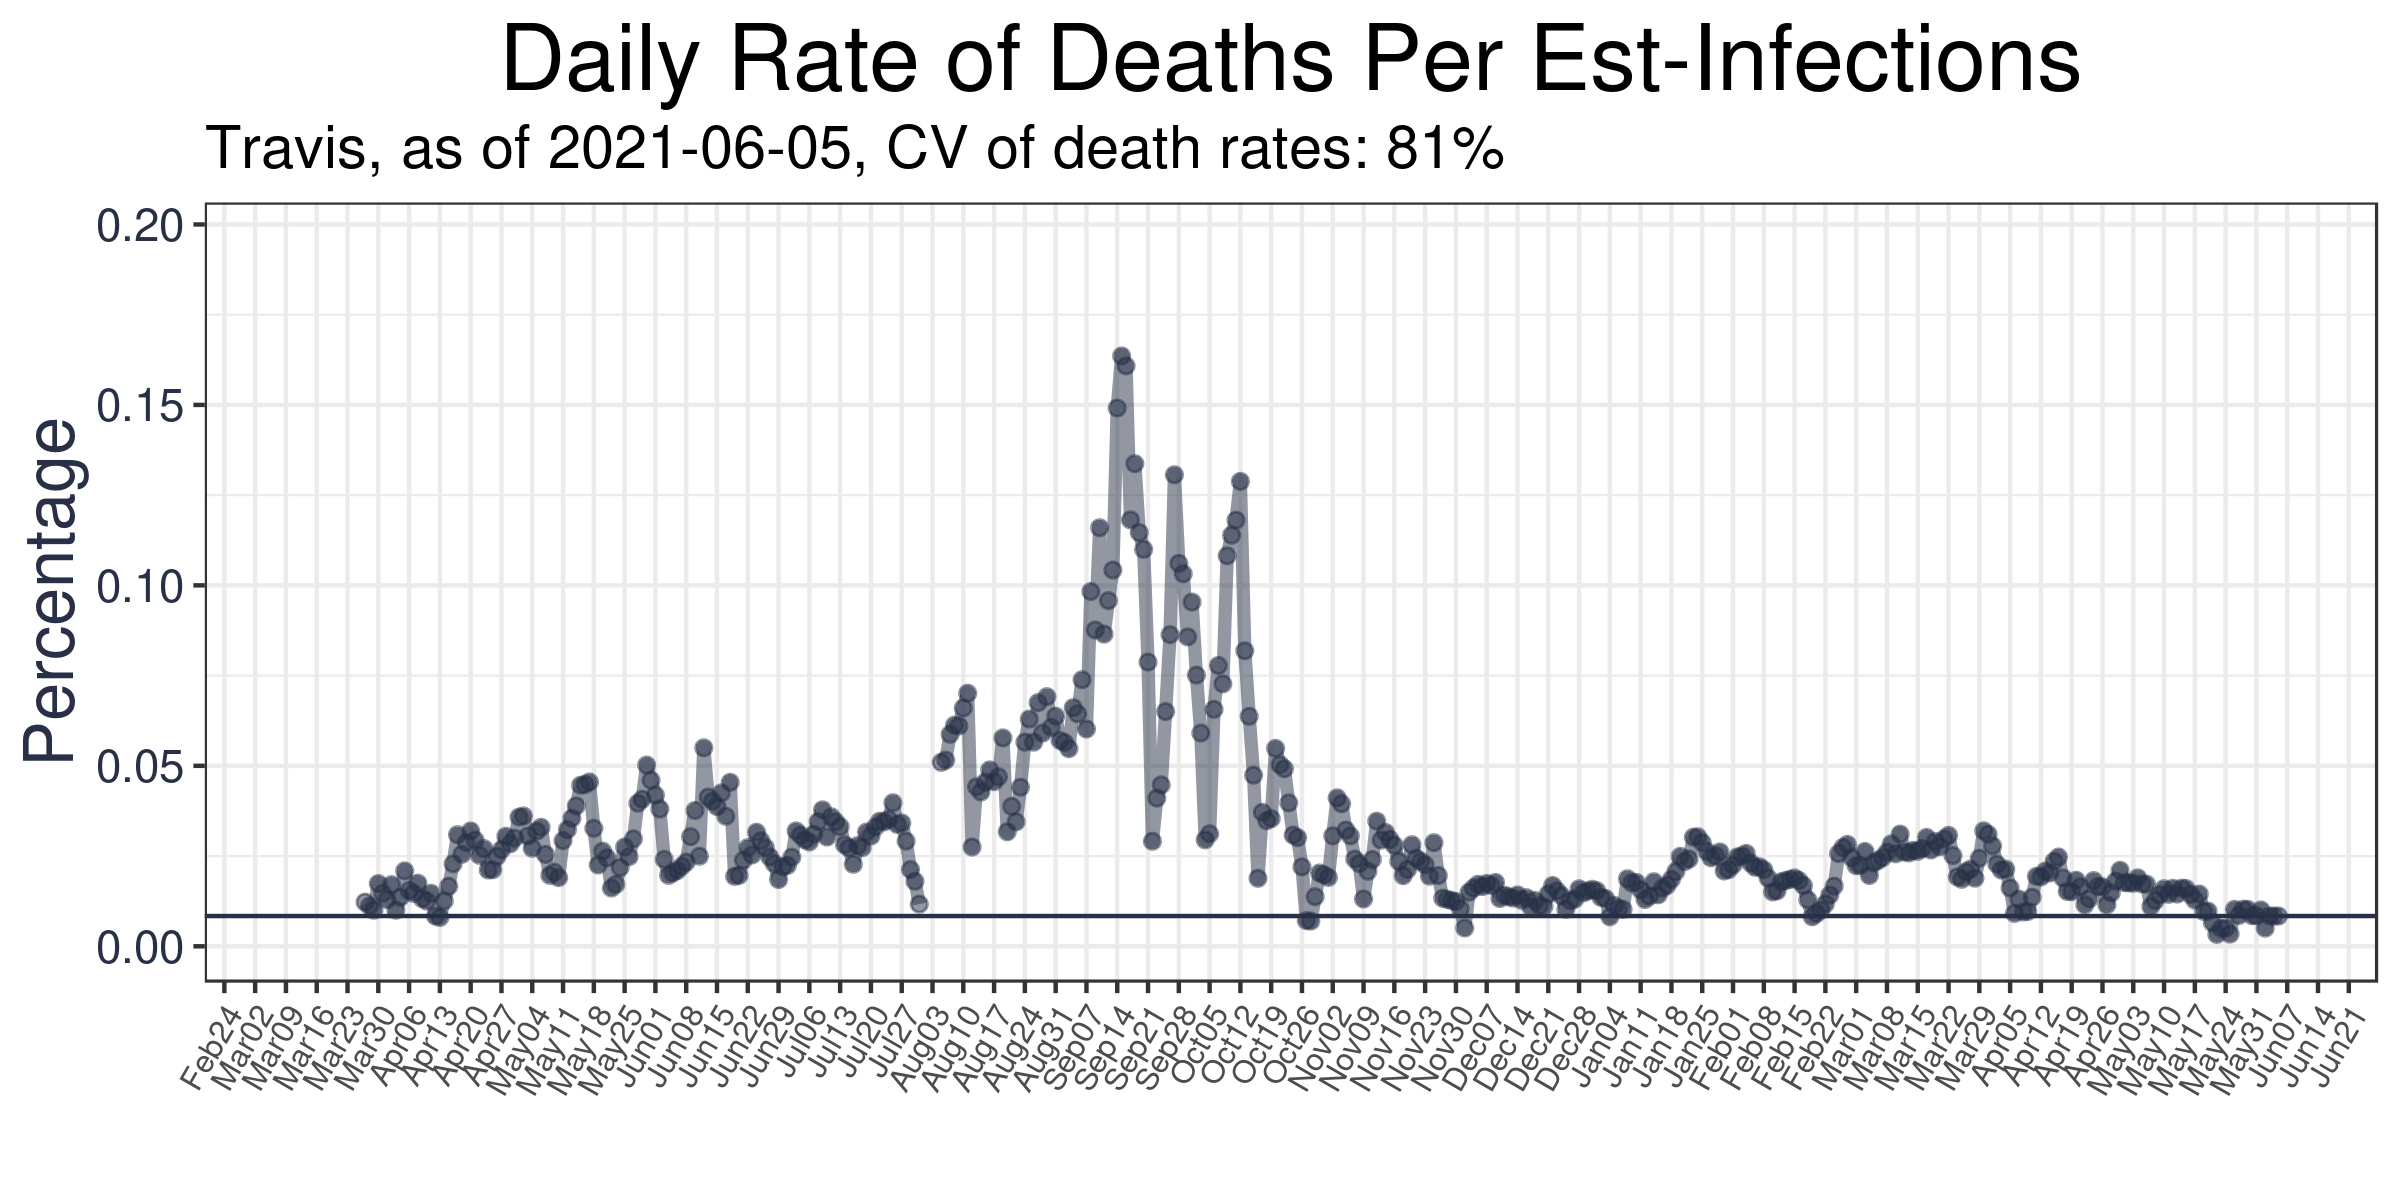 Daily Rate of Deaths Per Est-Infections
Travis, as of 2021-06-05, CV of death rates: 81%
Percentage
0.20
0.15
0.10
0.05
0.00
Feb24
Mar02
Mar09
Mar16
Mar23
Mar30
Apr06
Apr13
Apr20
Apr27
May04
May11
May18
May25
Jun01
Jun08
Jun15
Jun22
Jun29
Jul06
Jul13
Jul20
Jul27
Aug03
Aug10
Aug17
Aug24
Aug31
Sep07
Sep14
Sep21
Sep28
Oct05
Oct12
Oct19
Oct26
Nov02
Nov09
Nov16
Nov23
Nov30
Dec07
Dec14
Dec21
Dec28
Jan04
Jan11
Jan18
Jan25
Feb01
Feb08
Feb15
Feb22
Mar01
Mar08
Mar15
Mar22
Mar29
Apr05
Apr12
Apr19
Apr26
May03
May10
May17
May24
May31
Jun07
Jun14
Jun21